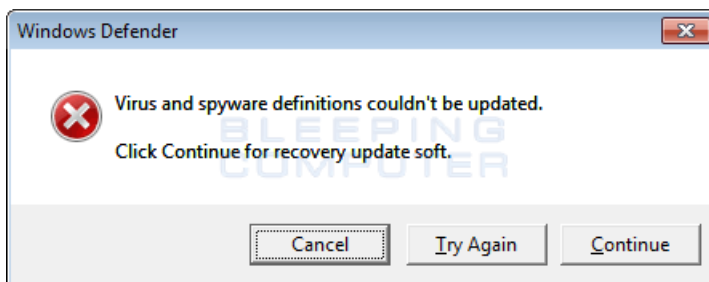 Windows Defender
Virus and spyware definitions couldn't be updated.
BLEEPING
Click Continue for recovery update soft.
COMPUTER
Cancel Try Again Continue